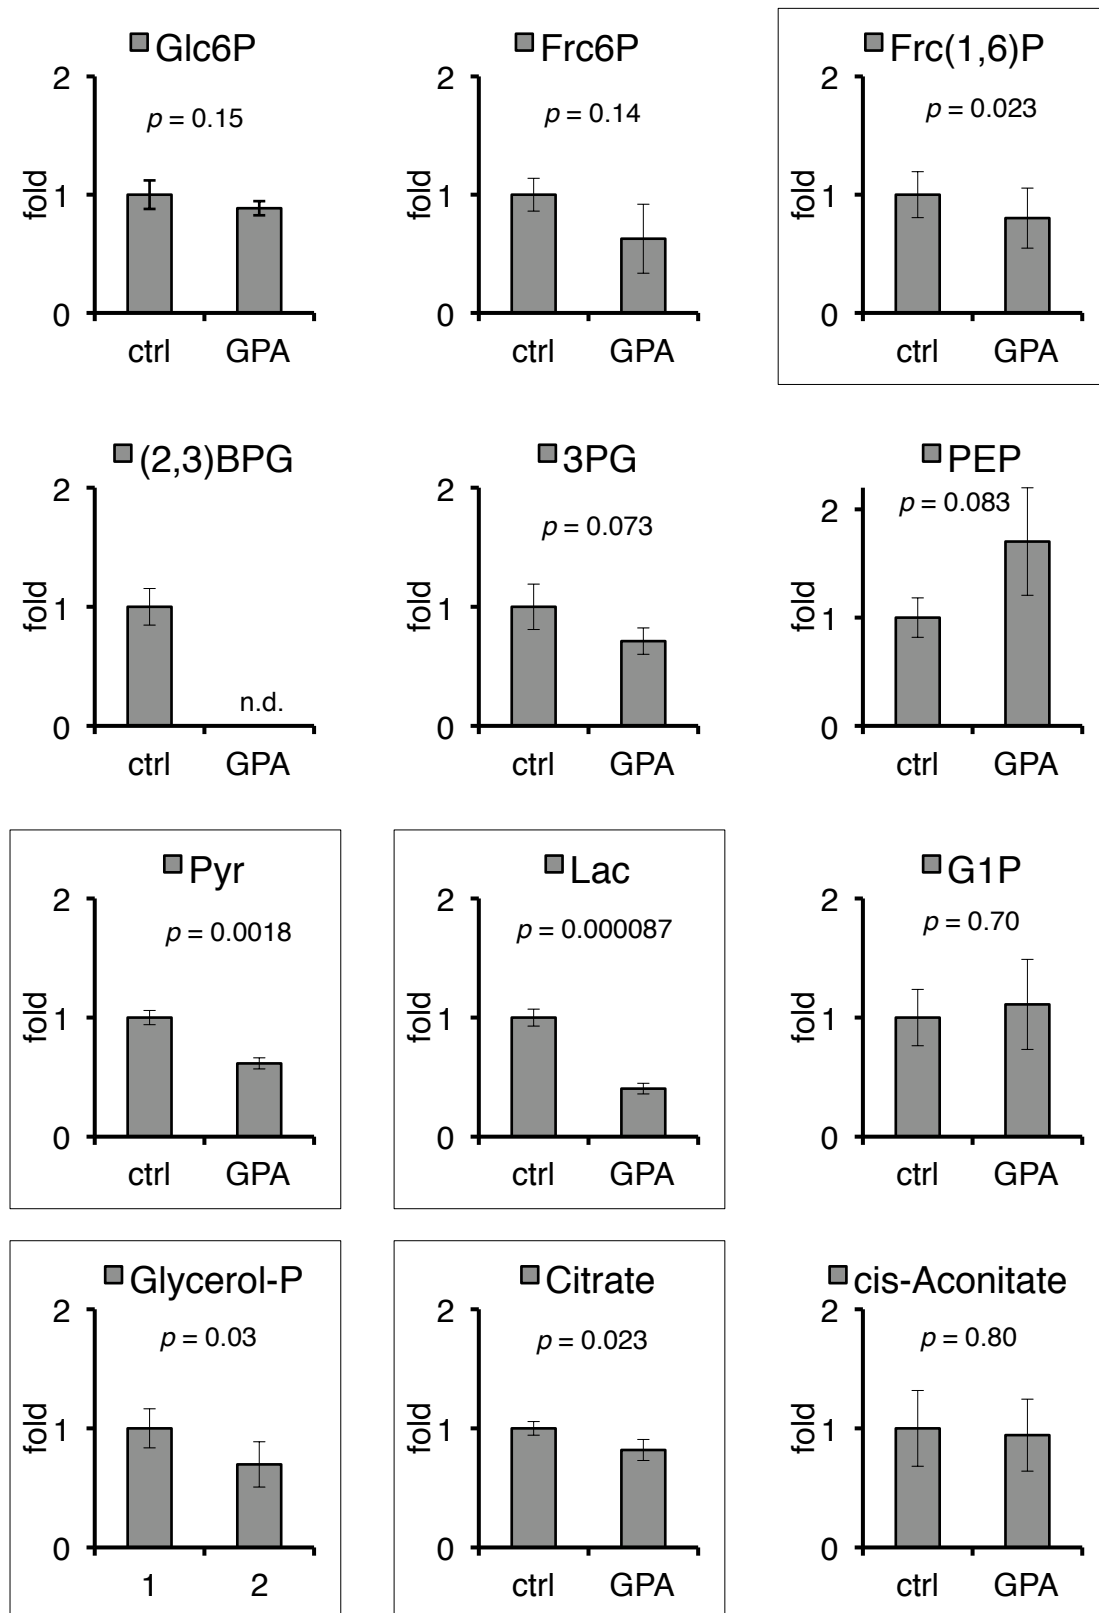 Glc6P
2
p = 0.15
fold
1
0
ctrl GPA
Frc6P
2
p = 0.14
fold
1
0
ctrl GPA
Frc(1,6)P
2
p = 0.023
fold
1
0
ctrl GPA
(2,3)BPG
2
fold
1
n.d.
0
ctrl GPA
3PG
2
p = 0.073
fold
1
0
ctrl GPA
PEP
p = 0.083
2
fold
1
0
ctrl GPA
Pyr
2
p = 0.0018
fold
1
0
ctrl GPA
Lac
2
p = 0.000087
fold
1
0
ctrl GPA
G1P
2
p = 0.70
fold
1
0
ctrl GPA
Glycerol-P
2
p = 0.03
fold
1
0
1 2
Citrate
2
p = 0.023
fold
1
0
ctrl GPA
cis-Aconitate
2
p = 0.80
fold
1
0
ctrl GPA